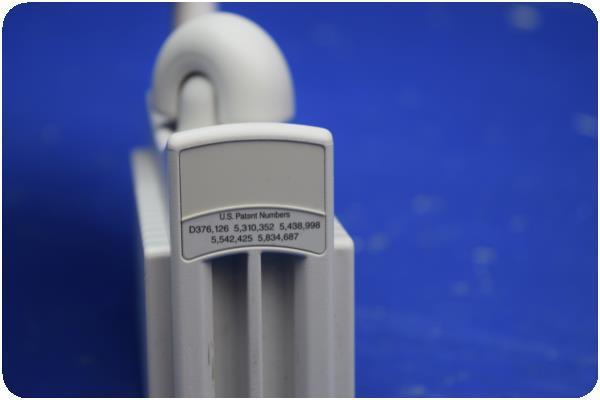 U.S. Patent Numbers
D376,126 5,310,352 5,438,998
5,542,425 5,834,687